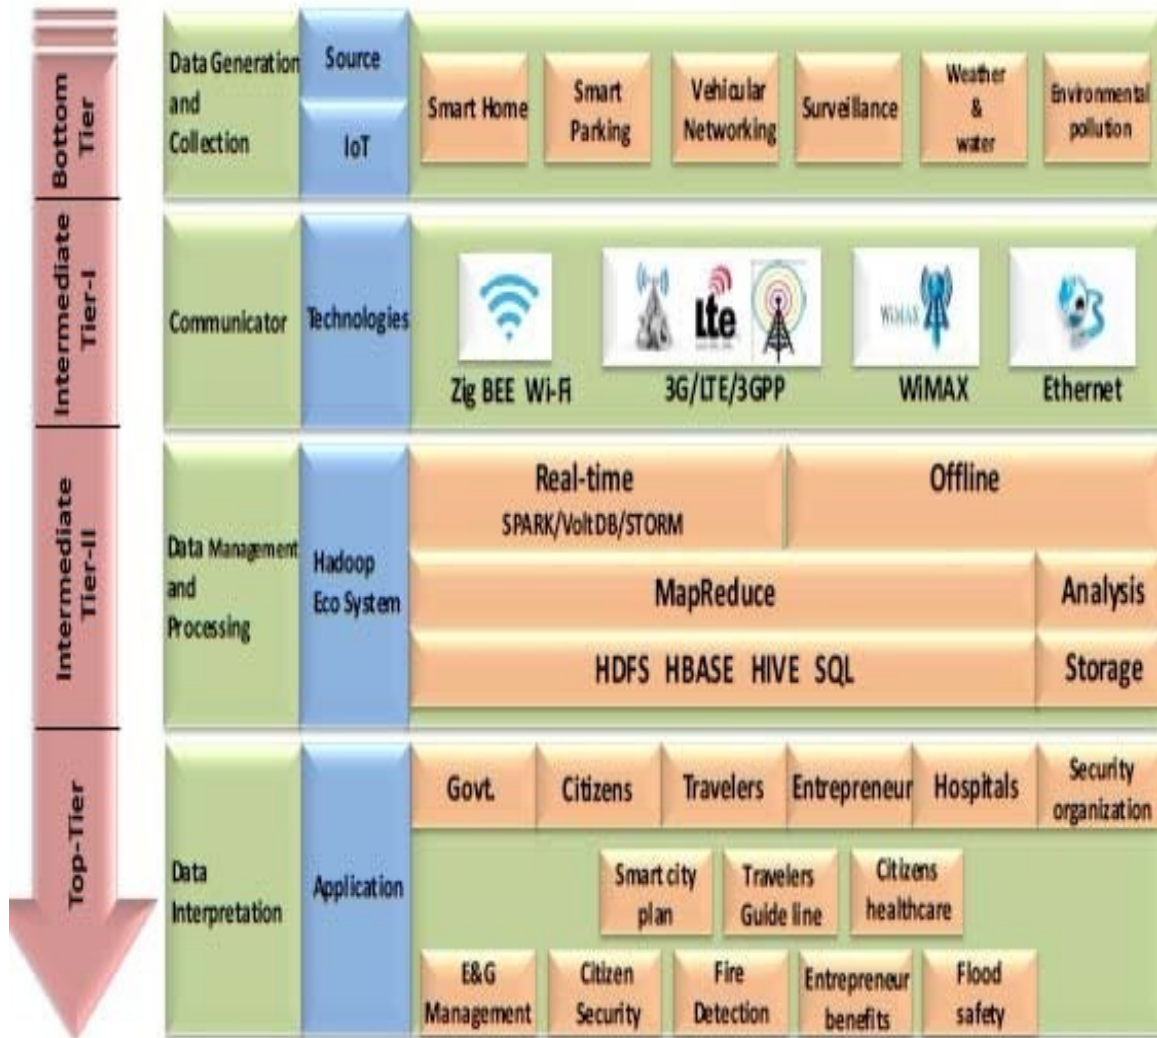 Bottom
Tier
Data Generation
and
Collection
Source
IoT
Smart Home
Smart
Parking
Vehicular
Networking
Surveillance
Weather
&
water
Environmental
pollution
Intermediate
Tier-I
Communicator
Technologies
Lte
WiMAX
Zig BEE Wi-Fi
3G/LTE/3GPP
WiMAX
Ethernet
Intermediate
Tier-II
Data Management
and
Processing
Hadoop
Eco System
Real-time
SPARK/VoltDB/STORM
Offline
MapReduce
Analysis
HDFS HBASE HIVE SQL
Storage
Top-Tier
Data
Interpretation
Application
Govt.
Citizens
Travelers
Entrepreneur
Hospitals
Security
organization
Smart city
plan
Travelers
Guide line
Citizens
healthcare
E&G
Management
Citizen
Security
Fire
Detection
Entrepreneur
benefits
Flood
safety